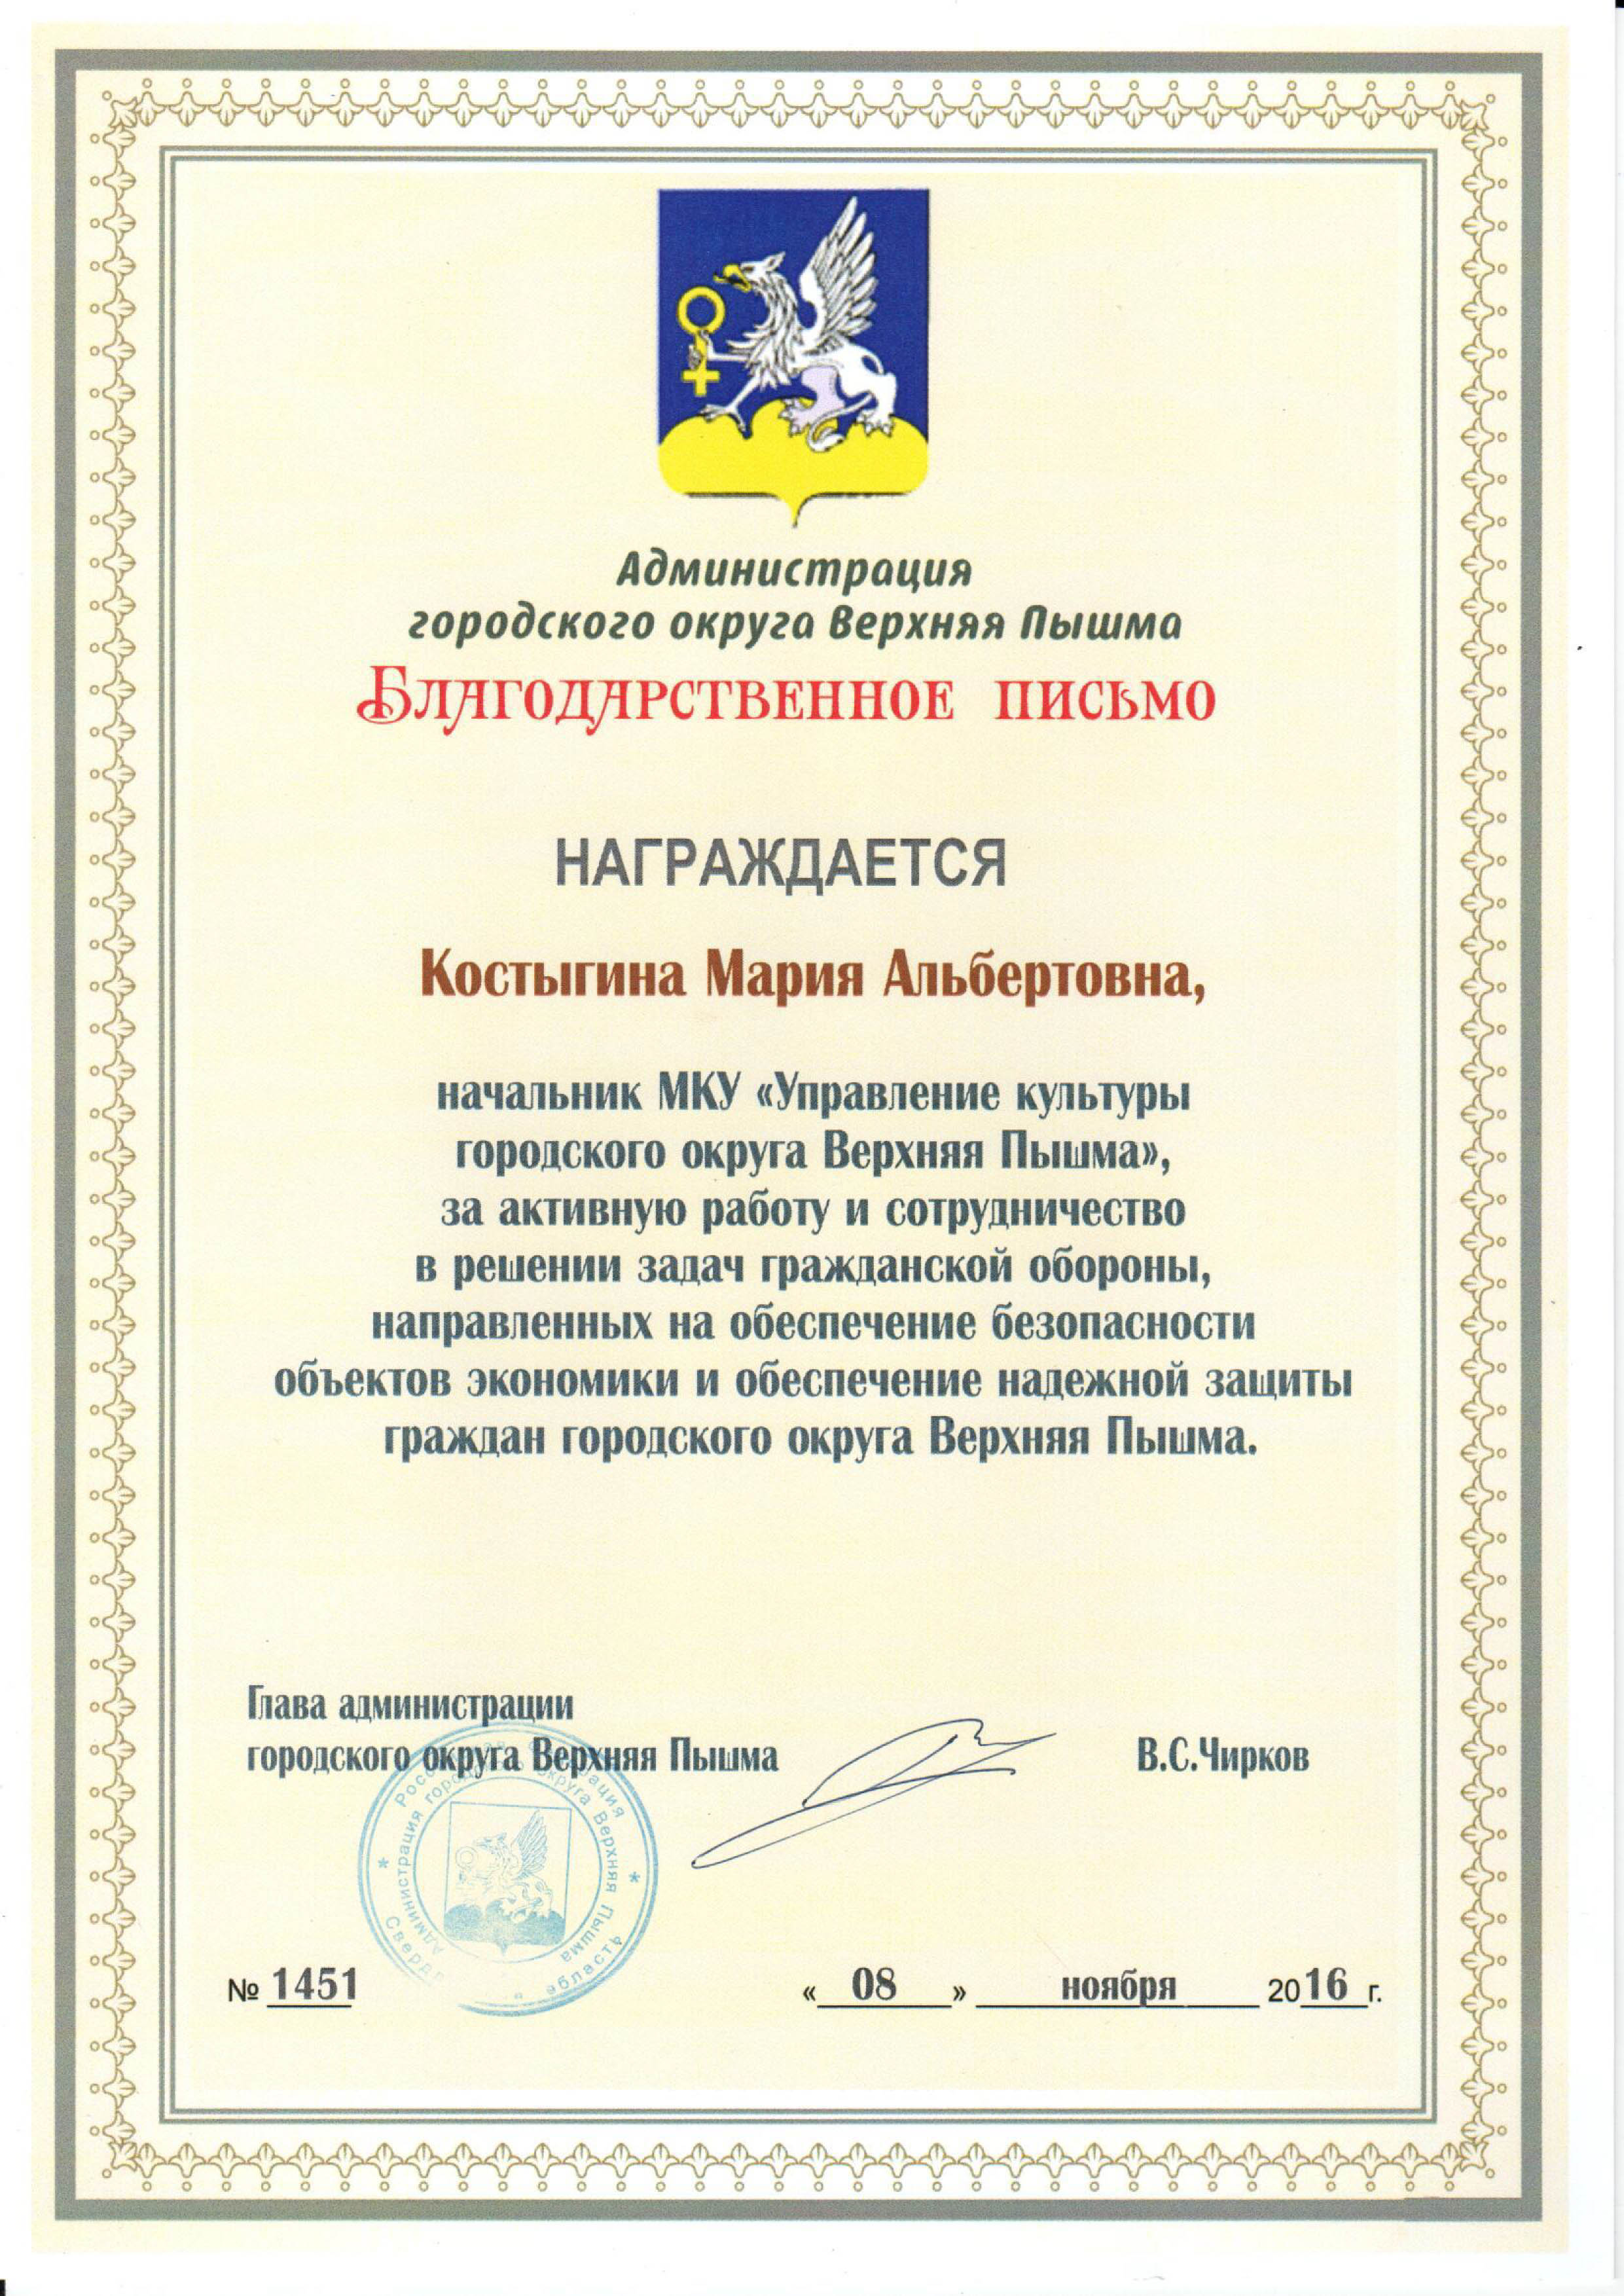 Администрация
городского округа Верхняя Пышма
Благодарственное письмо
НАГРАЖДАЕТСЯ
Костыгина Мария Альбертовна,
начальник МКУ «Управление культуры
городского округа Верхняя Пышма»,
за активную работу и сотрудничество
в решении задач гражданской обороны,
направленных на обеспечение безопасности
объектов экономики и обеспечение надежной защиты
граждан городского округа Верхняя Пышма.
Глава администрации
городского округа Верхняя Пышма В.С.Чирков
Администрация городского округа Верхняя Пышма
область
№ 1451 «08» ноября 2016 г.